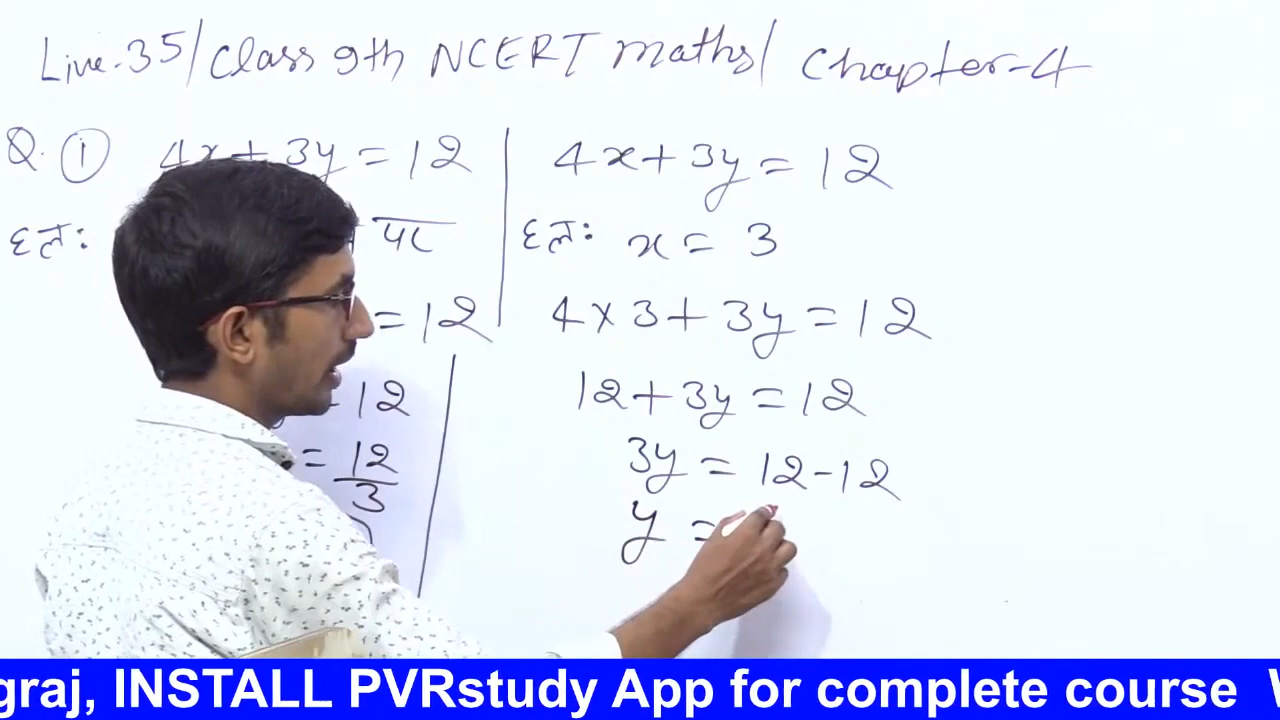 Live-35/Class 9th NCERT maths/ Chapter-4
Q. ① 4x+3y=12
हलः पर
=12
=12
= 12/3
4x+3y=12
हलः x = 3
4×3+3y=12
12+3y=12
3y = 12-12
y =
graj, INSTALL PVRstudy App for complete course W